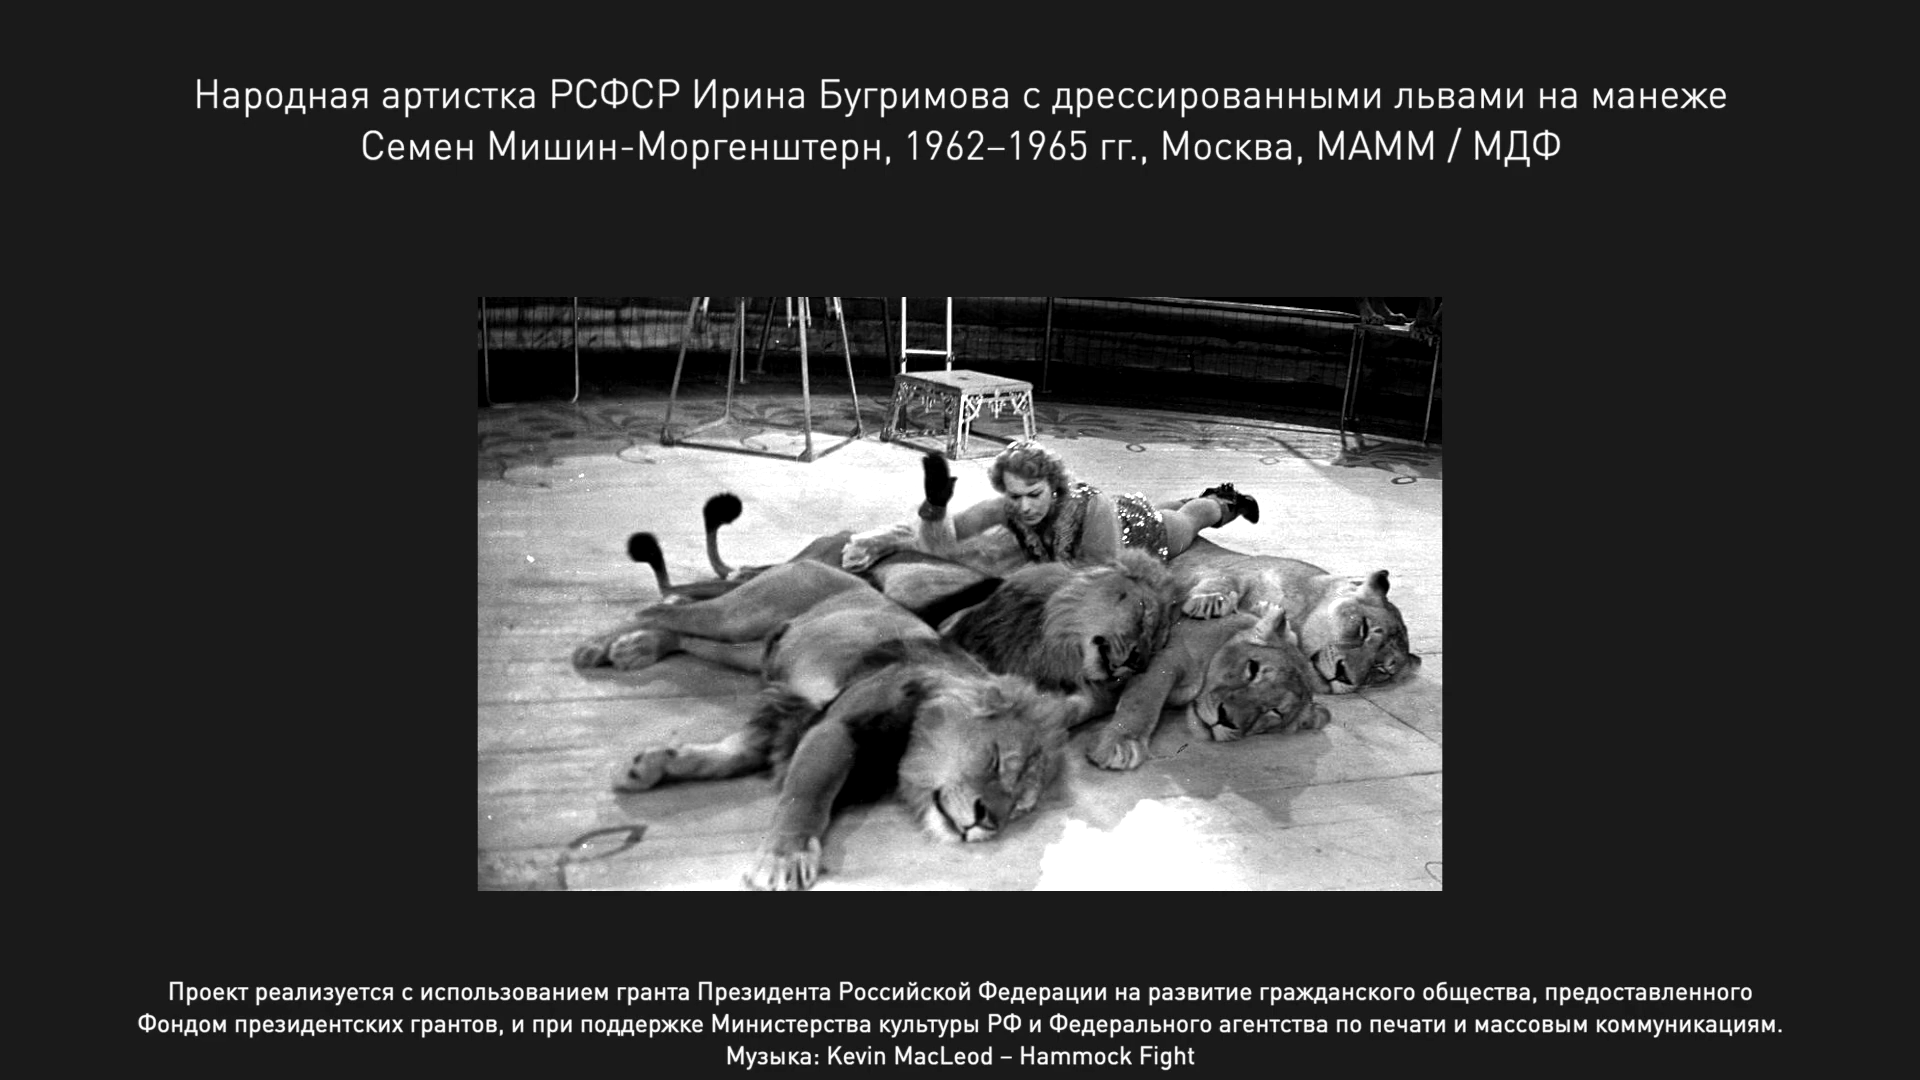 Народная артистка РСФСР Ирина Бугримова с дрессированными львами на манеже
Семен Мишин-Моргенштерн, 1962–1965 гг., Москва, МАММ / МДФ
Проект реализуется с использованием гранта Президента Российской Федерации на развитие гражданского общества, предоставленного
Фондом президентских грантов, и при поддержке Министерства культуры РФ и Федерального агентства по печати и массовым коммуникациям.
Музыка: Kevin MacLeod – Hammock Fight